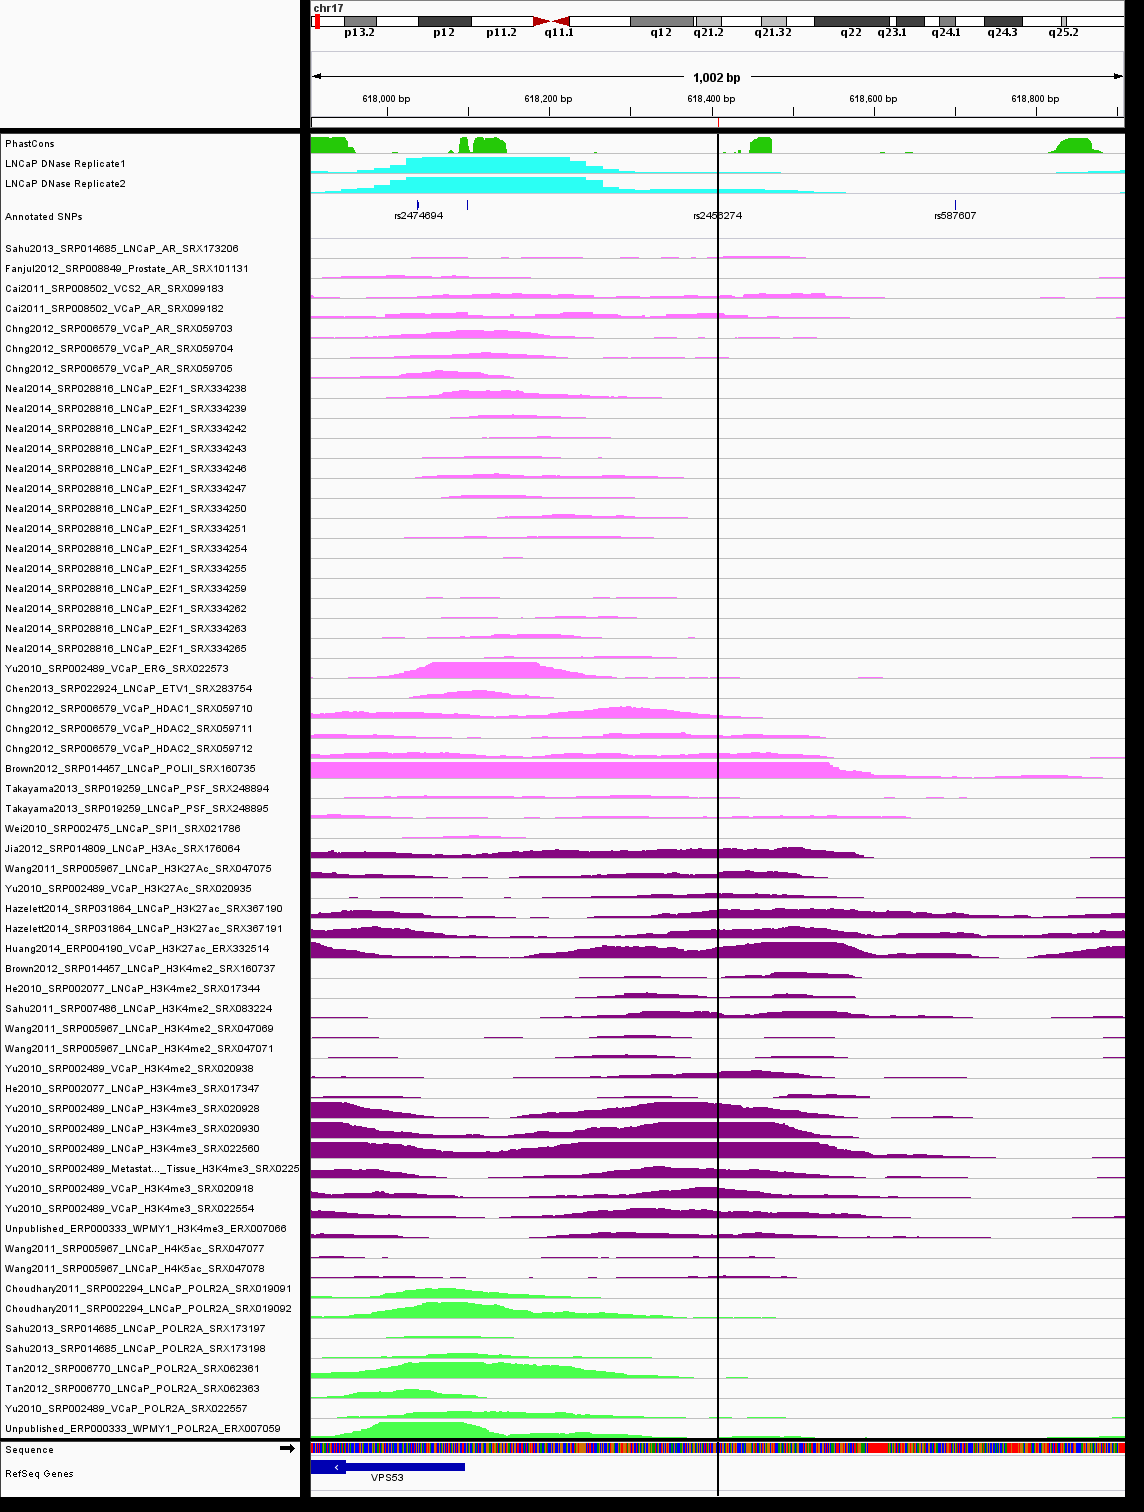 chr17
p13.2 p12 p11.2 q11.1 q12 q21.2 q21.32 q22 q23.1 q24.1 q24.3 q25.2
1,002 bp
618,000 bp 618,200 bp 618,400 bp 618,600 bp 618,800 bp
PhastCons
LNCaP DNase Replicate1
LNCaP DNase Replicate2
Annotated SNPs rs2474694 rs2456274 rs587607
Sahu2013_SRP014685_LNCaP_AR_SRX173206
Fanjul2012_SRP008849_Prostate_AR_SRX101131
Cai2011_SRP008502_VCS2_AR_SRX099183
Cai2011_SRP008502_VCaP_AR_SRX099182
Chng2012_SRP006579_VCaP_AR_SRX059703
Chng2012_SRP006579_VCaP_AR_SRX059704
Chng2012_SRP006579_VCaP_AR_SRX059705
Neal2014_SRP028816_LNCaP_E2F1_SRX334238
Neal2014_SRP028816_LNCaP_E2F1_SRX334239
Neal2014_SRP028816_LNCaP_E2F1_SRX334242
Neal2014_SRP028816_LNCaP_E2F1_SRX334243
Neal2014_SRP028816_LNCaP_E2F1_SRX334246
Neal2014_SRP028816_LNCaP_E2F1_SRX334247
Neal2014_SRP028816_LNCaP_E2F1_SRX334250
Neal2014_SRP028816_LNCaP_E2F1_SRX334251
Neal2014_SRP028816_LNCaP_E2F1_SRX334254
Neal2014_SRP028816_LNCaP_E2F1_SRX334255
Neal2014_SRP028816_LNCaP_E2F1_SRX334259
Neal2014_SRP028816_LNCaP_E2F1_SRX334262
Neal2014_SRP028816_LNCaP_E2F1_SRX334263
Neal2014_SRP028816_LNCaP_E2F1_SRX334265
Yu2010_SRP002489_VCaP_ERG_SRX022573
Chen2013_SRP022924_LNCaP_ETV1_SRX283754
Chng2012_SRP006579_VCaP_HDAC1_SRX059710
Chng2012_SRP006579_VCaP_HDAC2_SRX059711
Chng2012_SRP006579_VCaP_HDAC2_SRX059712
Brown2012_SRP014457_LNCaP_POLII_SRX160735
Takayama2013_SRP019259_LNCaP_PSF_SRX248894
Takayama2013_SRP019259_LNCaP_PSF_SRX248895
Wei2010_SRP002475_LNCaP_SPI1_SRX021786
Jia2012_SRP014809_LNCaP_H3Ac_SRX176064
Wang2011_SRP005967_LNCaP_H3K27Ac_SRX047075
Yu2010_SRP002489_VCaP_H3K27Ac_SRX020935
Hazelett2014_SRP031864_LNCaP_H3K27ac_SRX367190
Hazelett2014_SRP031864_LNCaP_H3K27ac_SRX367191
Huang2014_ERP004190_VCaP_H3K27ac_ERX332514
Brown2012_SRP014457_LNCaP_H3K4me2_SRX160737
He2010_SRP002077_LNCaP_H3K4me2_SRX017344
Sahu2011_SRP007486_LNCaP_H3K4me2_SRX083224
Wang2011_SRP005967_LNCaP_H3K4me2_SRX047069
Wang2011_SRP005967_LNCaP_H3K4me2_SRX047071
Yu2010_SRP002489_VCaP_H3K4me2_SRX020938
He2010_SRP002077_LNCaP_H3K4me3_SRX017347
Yu2010_SRP002489_LNCaP_H3K4me3_SRX020928
Yu2010_SRP002489_LNCaP_H3K4me3_SRX020930
Yu2010_SRP002489_LNCaP_H3K4me3_SRX022560
Yu2010_SRP002489_Metastat..._Tissue_H3K4me3_SRX0225
Yu2010_SRP002489_VCaP_H3K4me3_SRX020918
Yu2010_SRP002489_VCaP_H3K4me3_SRX022554
Unpublished_ERP000333_WPMY1_H3K4me3_ERX007066
Wang2011_SRP005967_LNCaP_H4K5ac_SRX047077
Wang2011_SRP005967_LNCaP_H4K5ac_SRX047078
Choudhary2011_SRP002294_LNCaP_POLR2A_SRX019091
Choudhary2011_SRP002294_LNCaP_POLR2A_SRX019092
Sahu2013_SRP014685_LNCaP_POLR2A_SRX173197
Sahu2013_SRP014685_LNCaP_POLR2A_SRX173198
Tan2012_SRP006770_LNCaP_POLR2A_SRX062361
Tan2012_SRP006770_LNCaP_POLR2A_SRX062363
Yu2010_SRP002489_VCaP_POLR2A_SRX022557
Unpublished_ERP000333_WPMY1_POLR2A_ERX007059
Sequence
RefSeq Genes VPS53